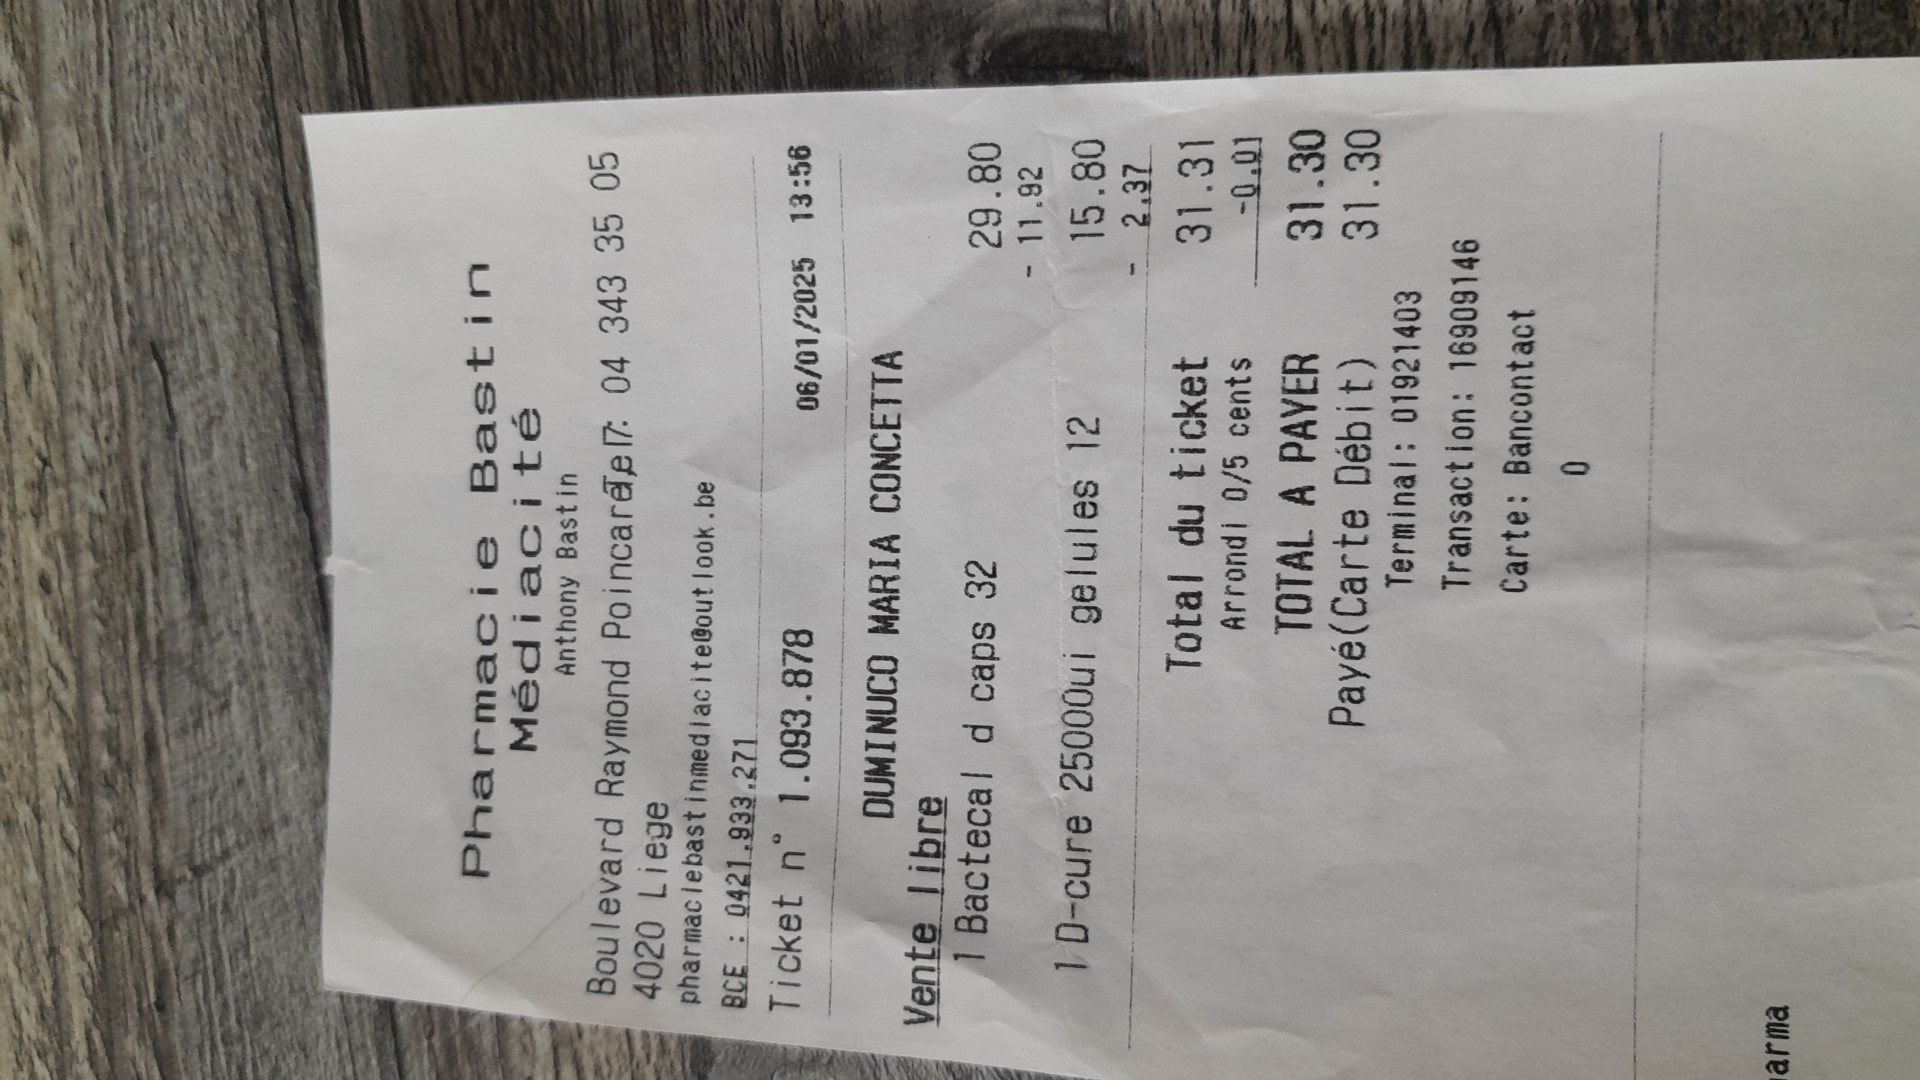 Pharmacie Bastin
Médiacité
Anthony Bastin
Boulevard Raymond Poincaré,17: 04 343 35 05
4020 Liege
pharmaciebastinmediacite@outlook.be
BCE : 0421.933.271
Ticket n° 1.093.878 06/01/2025 13:56
DUMINUCO MARIA CONCETTA
Vente libre
1 Bactecal d caps 32 29.80
- 11.92
1 D-cure 25000ui gelules 12 15.80
- 2.37
Total du ticket 31.31
Arrondi 0/5 cents -0.01
TOTAL A PAYER 31.30
Payé(Carte Débit) 31.30
Terminal: 01921403
Transaction: 16909146
Carte: Bancontact
0
arma